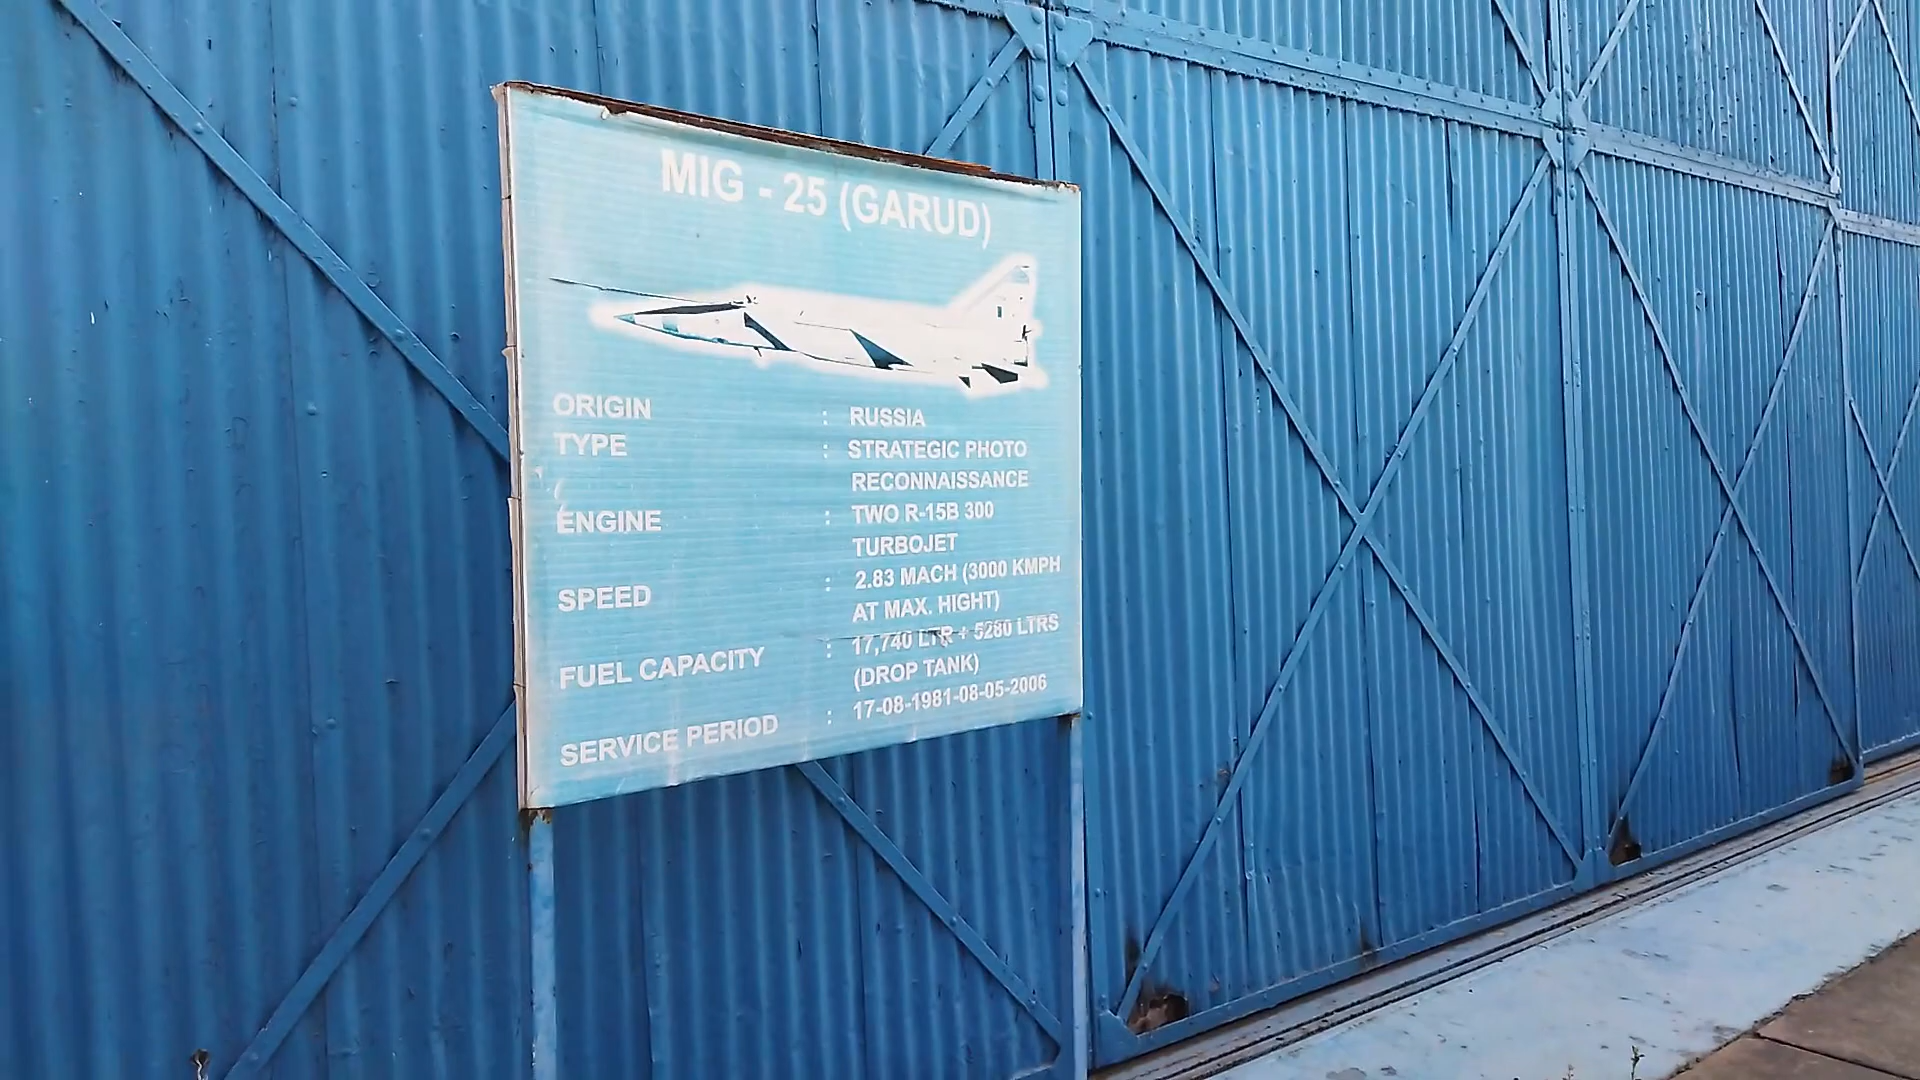 MIG - 25 (GARUD)
ORIGIN : RUSSIA
TYPE : STRATEGIC PHOTO
RECONNAISSANCE
ENGINE : TWO R-15B 300
TURBOJET
SPEED : 2.83 MACH (3000 KMPH
AT MAX. HIGHT)
FUEL CAPACITY : 17,740 LTR + 5280 LTRS
(DROP TANK)
SERVICE PERIOD : 17-08-1981-08-05-2006